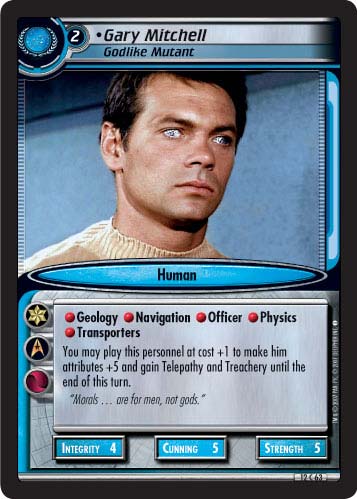 2
•Gary Mitchell
Godlike Mutant
Human
Geology Navigation Officer Physics
Transporters
You may play this personnel at cost +1 to make him
attributes +5 and gain Telepathy and Treachery until the
end of this turn.
"Morals ... are for men, not gods."
INTEGRITY 4 CUNNING 5 STRENGTH 5
12 C 63